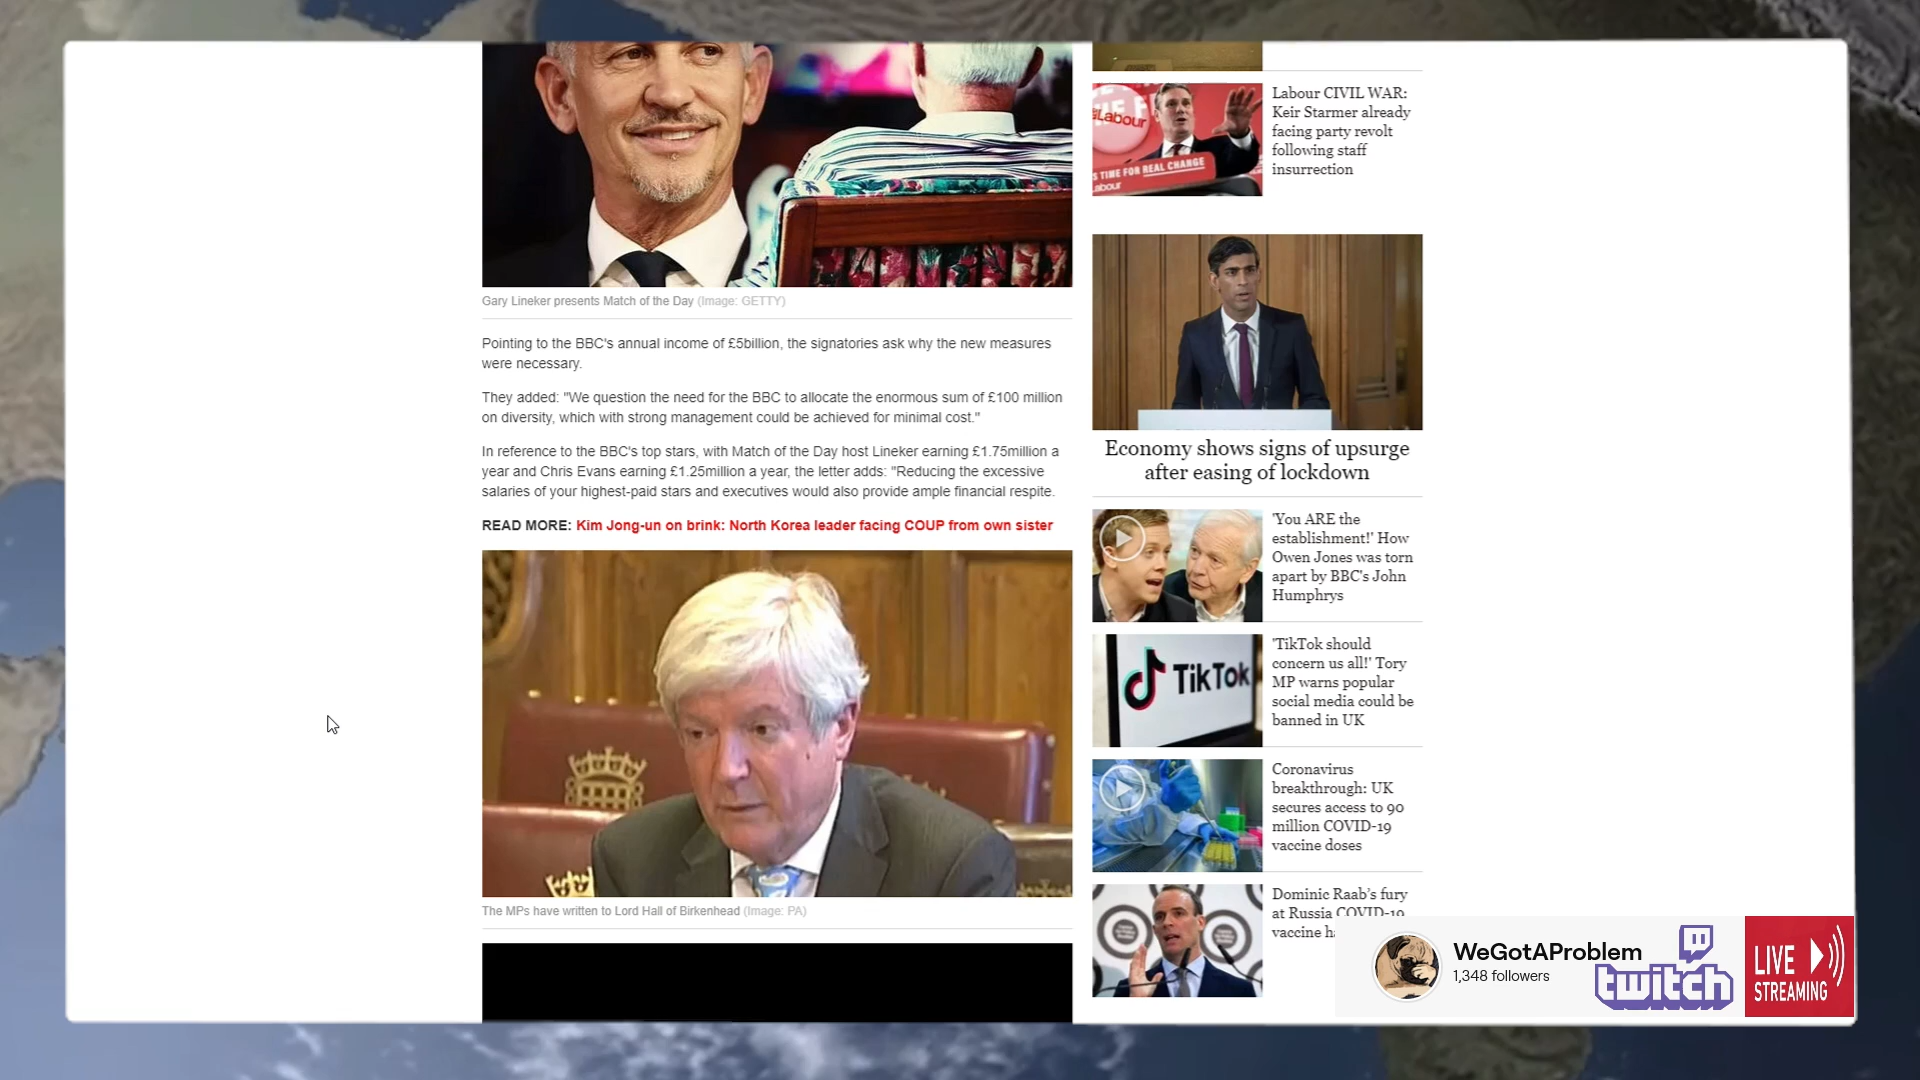 Gary Lineker presents Match of the Day (Image: GETTY)
Pointing to the BBC's annual income of £5billion, the signatories ask why the new measures
were necessary.
They added: "We question the need for the BBC to allocate the enormous sum of £100 million
on diversity, which with strong management could be achieved for minimal cost."
In reference to the BBC's top stars, with Match of the Day host Lineker earning £1.75million a
year and Chris Evans earning £1.25million a year, the letter adds: "Reducing the excessive
salaries of your highest-paid stars and executives would also provide ample financial respite.
READ MORE: Kim Jong-un on brink: North Korea leader facing COUP from own sister
The MPs have written to Lord Hall of Birkenhead (Image: PA)
Labour
S TIME FOR REAL CHANGE
abour
Labour CIVIL WAR:
Keir Starmer already
facing party revolt
following staff
insurrection
Economy shows signs of upsurge
after easing of lockdown
'You ARE the
establishment!' How
Owen Jones was torn
apart by BBC's John
Humphrys
TikTok
'TikTok should
concern us all!' Tory
MP warns popular
social media could be
banned in UK
Coronavirus
breakthrough: UK
secures access to 90
million COVID-19
vaccine doses
Dominic Raab's fury
at Russia COVID-19
vaccine ha
WeGotAProblem
1,348 followers
twitch
LIVE
STREAMING